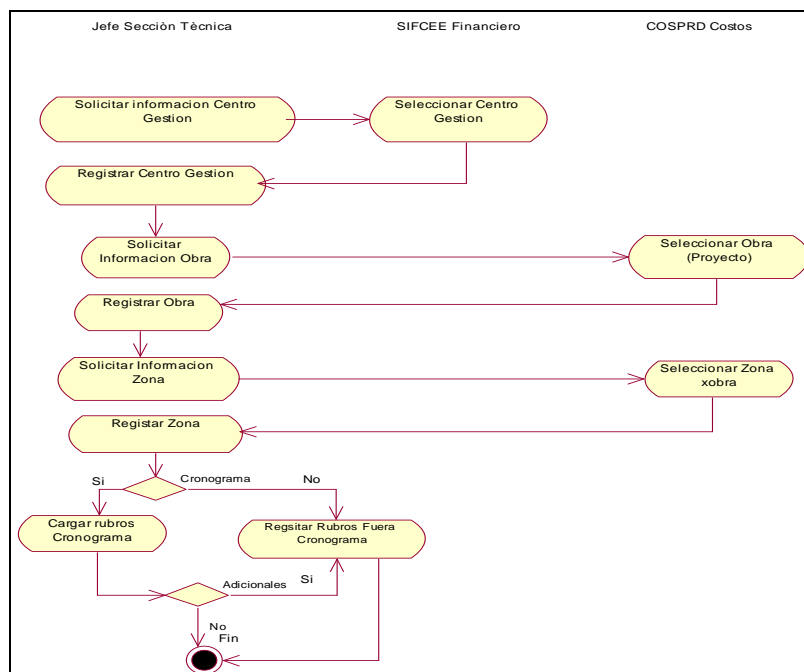 Jefe Secciòn Tècnica
SIFCEE Financiero
COSPRD Costos
Solicitar informacion Centro
Gestion
Seleccionar Centro
Gestion
Registrar Centro Gestion
Solicitar
Informacion Obra
Seleccionar Obra
(Proyecto)
Registrar Obra
Solicitar Informacion
Zona
Seleccionar Zona
xobra
Registar Zona
Si
Cronograma
No
Cargar rubros
Cronograma
Regsitar Rubros Fuera
Cronograma
Adicionales
Si
No
Fin